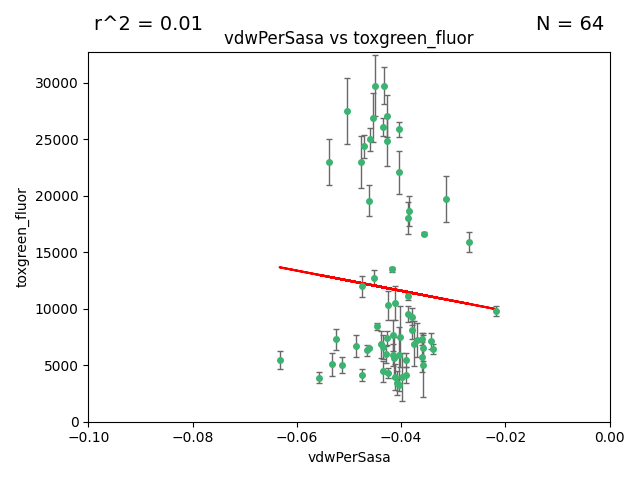 r^2 = 0.01
N = 64
vdwPerSasa vs toxgreen_fluor
toxgreen_fluor
30000
25000
20000
15000
10000
5000
0
−0.10
−0.08
−0.06
−0.04
−0.02
0.00
vdwPerSasa